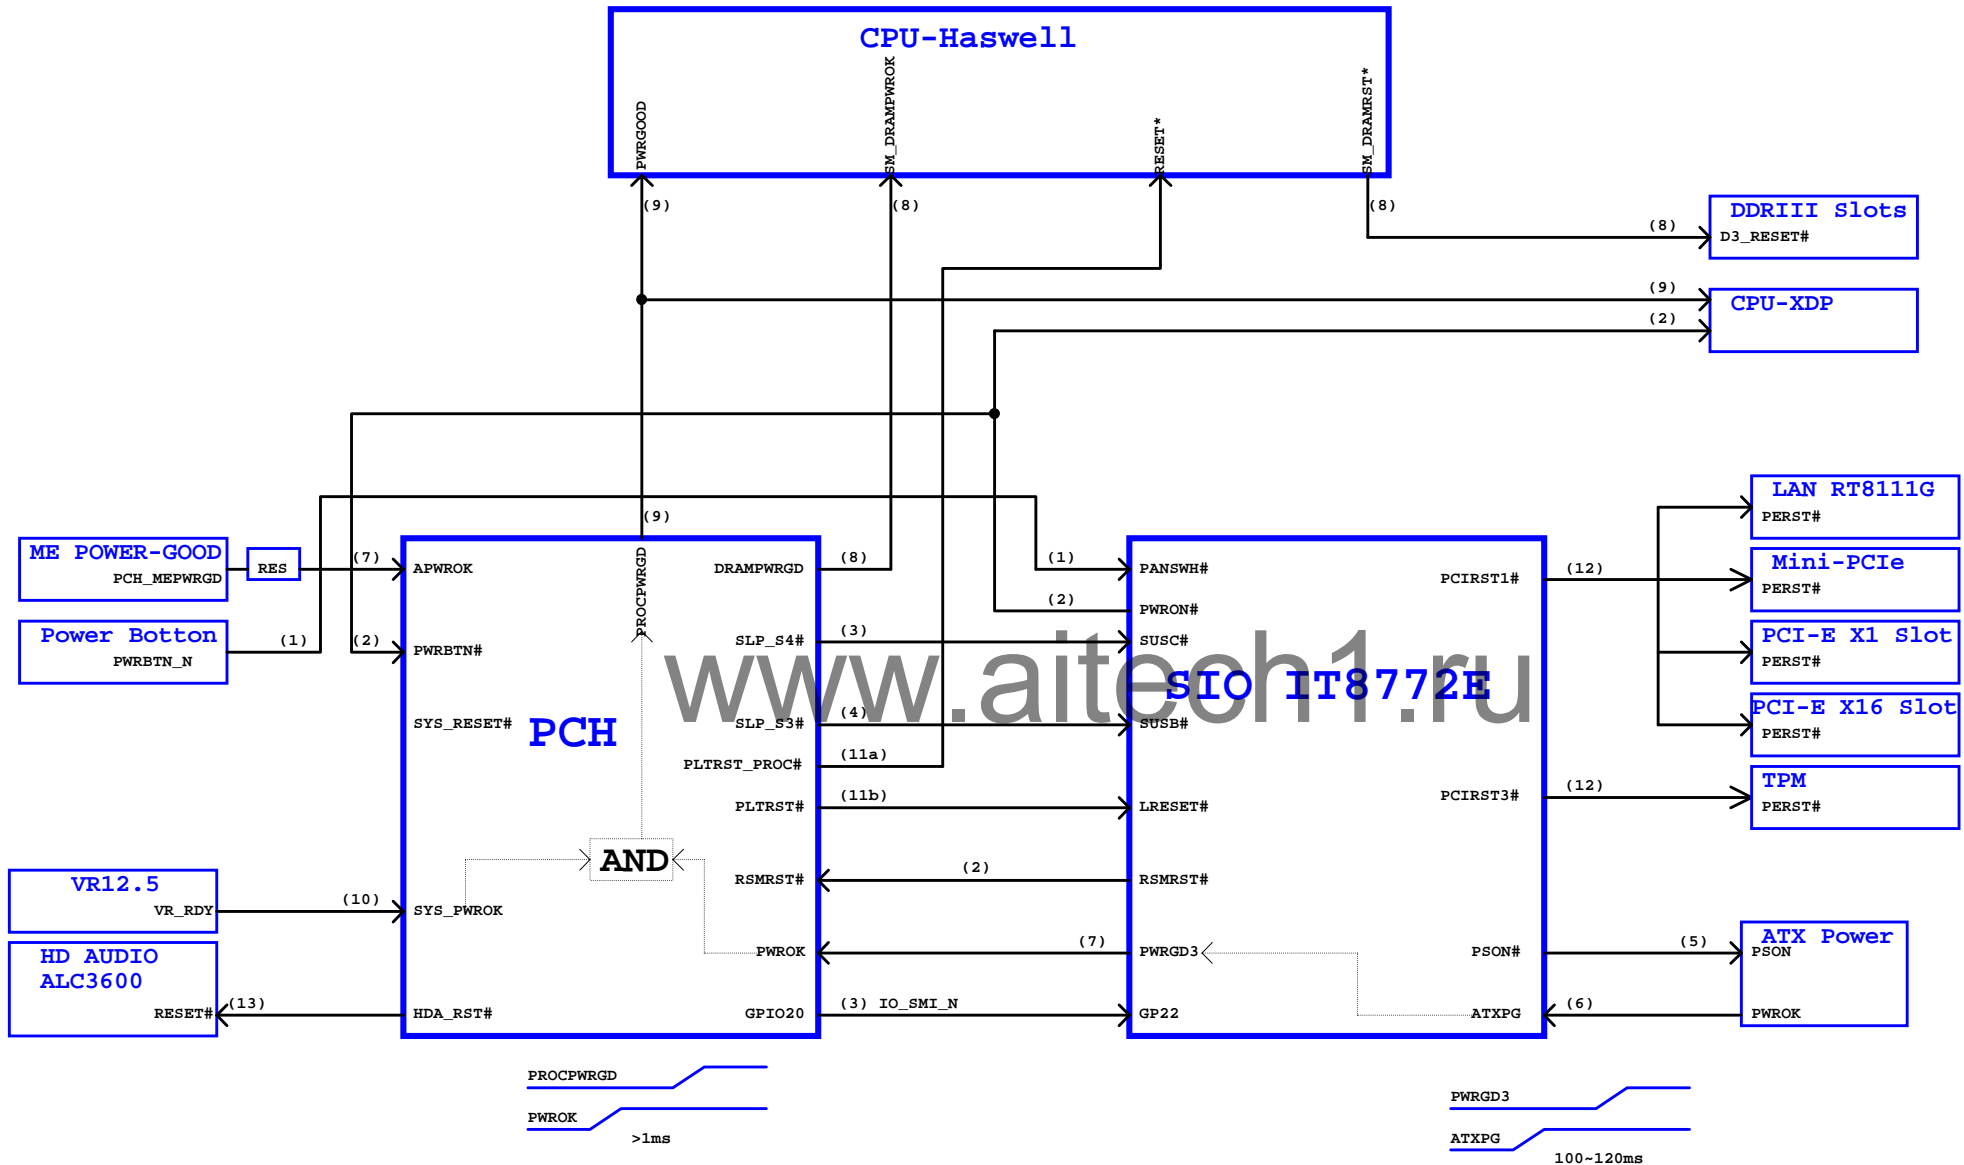 CPU-Haswell
PWRGOOD
SM_DRAMPWROK
RESET*
SM_DRAMRST*
(9)
(8)
(8)
DDRIII Slots
(8)
D3_RESET#
(9)
CPU-XDP
(2)
(9)
LAN RT8111G
PERST#
ME POWER-GOOD
PCH_MEPWRGD
RES
(7)
APWROK
PROCPWRGD
DRAMPWRGD
(8)
(1)
PANSWH#
PCIRST1#
(12)
Mini-PCIe
PERST#
(2)
PWRON#
Power Botton
PWRBTN_N
(1)
(2)
PWRBTN#
SLP_S4#
(3)
SUSC#
PCI-E X1 Slot
PERST#
www.aitech1.ru
SIO IT8772E
SYS_RESET#
PCH
SLP_S3#
(4)
SUSB#
PCI-E X16 Slot
PERST#
PLTRST_PROC#
(11a)
PLTRST#
(11b)
LRESET#
PCIRST3#
(12)
TPM
PERST#
AND
RSMRST#
(2)
RSMRST#
VR12.5
VR_RDY
(10)
SYS_PWROK
HD AUDIO
ALC3600
PWROK
(7)
PWRGD3
PSON#
(5)
ATX Power
PSON
RESET#
(13)
HDA_RST#
GPIO20
(3) IO_SMI_N
GP22
ATXPG
(6)
PWROK
PROCPWRGD
PWROK
>1ms
PWRGD3
ATXPG
100~120ms